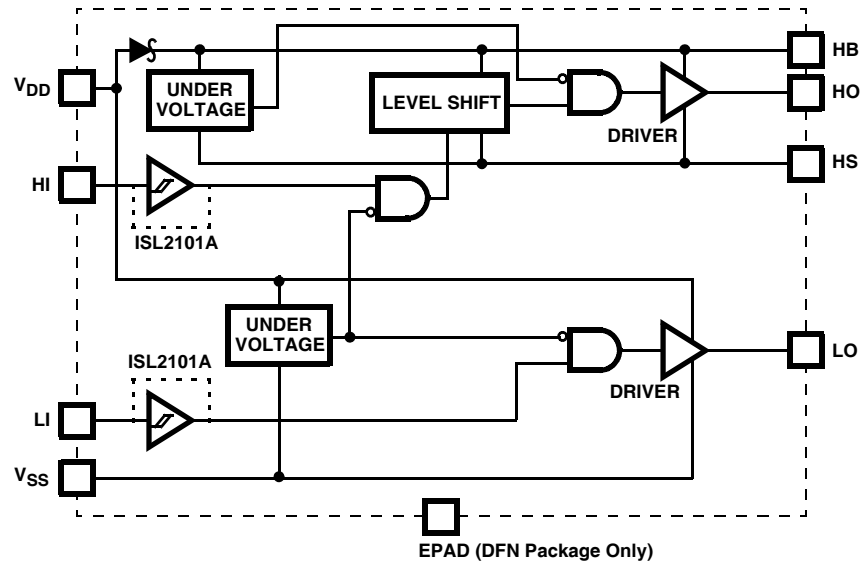 HB
VDD
UNDER
VOLTAGE
LEVEL SHIFT
HO
DRIVER
HS
HI
ISL2101A
UNDER
VOLTAGE
ISL2101A
LO
DRIVER
LI
VSS
EPAD (DFN Package Only)